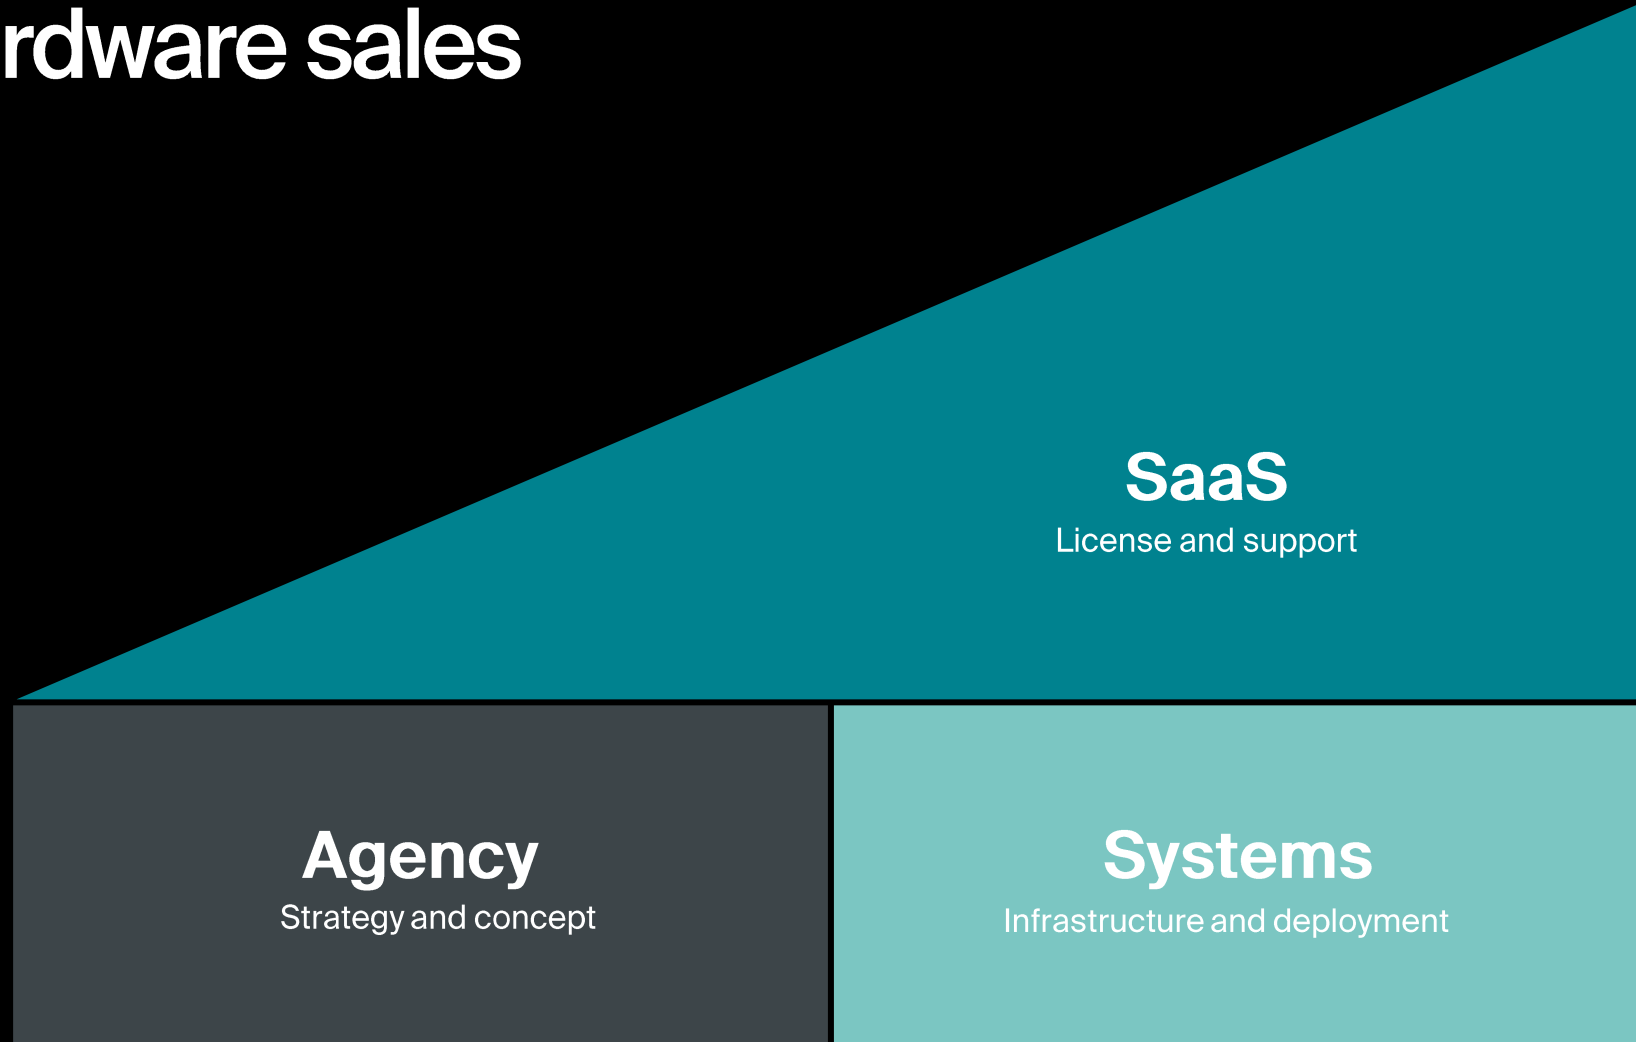 rdware sales
SaaS
License and support
Agency
Strategy and concept
Systems
Infrastructure and deployment